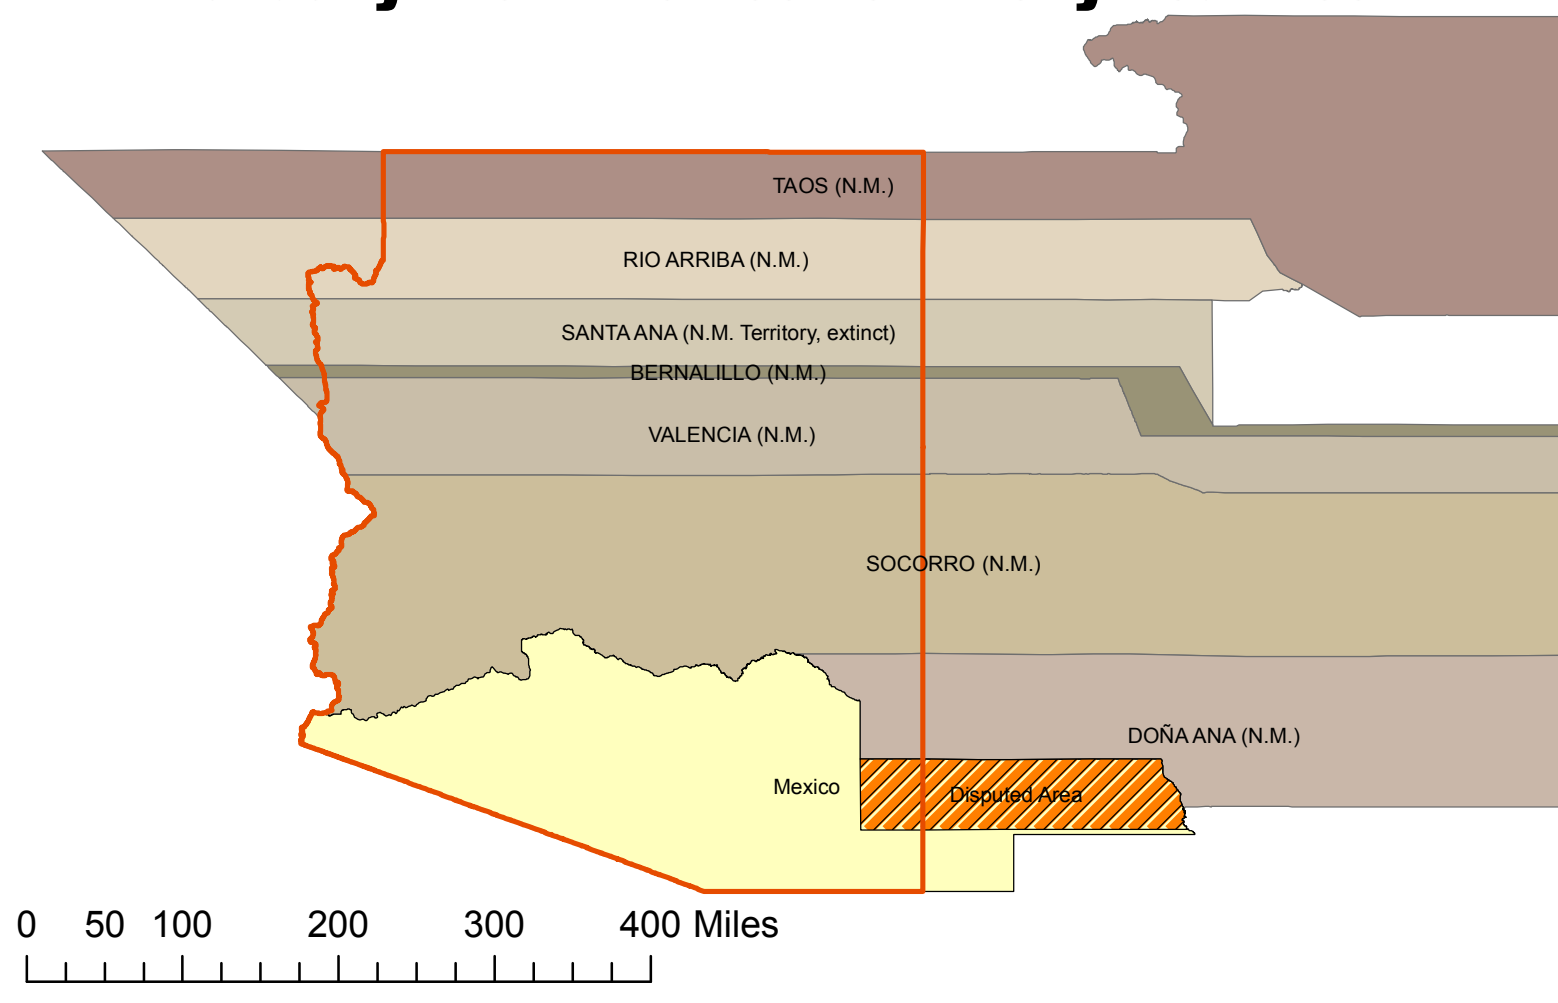 TAOS (N.M.)
RIO ARRIBA (N.M.)
SANTA ANA (N.M. Territory, extinct)
BERNALILLO (N.M.)
VALENCIA (N.M.)
SOCORRO (N.M.)
DOÑA ANA (N.M.)
Mexico
Disputed Area
0 50 100 200 300 400 Miles